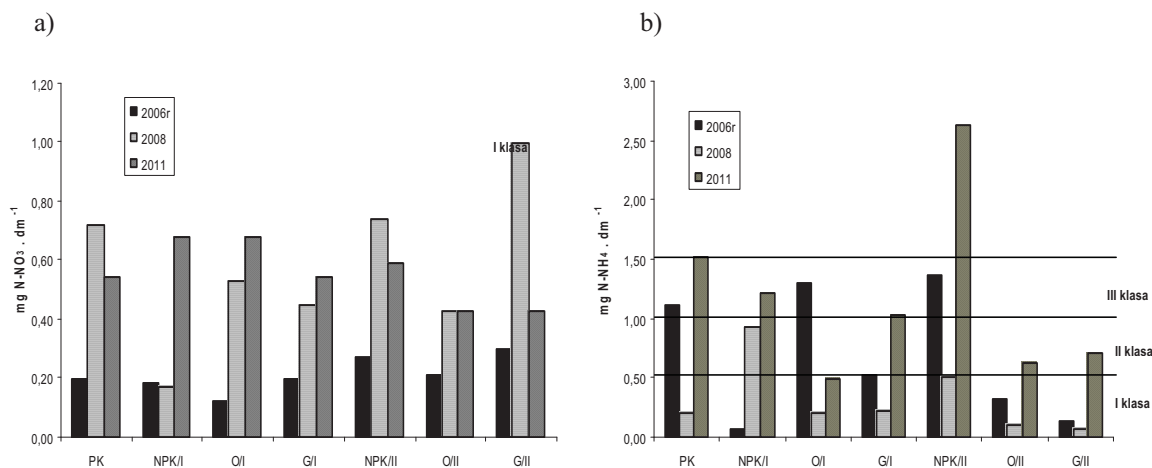 a)
mg N-NO3 . dm -1
1,20
1,00
0,80
0,60
0,40
0,20
0,00
2006r
2008
2011
I klasa
PK NPK/I O/I G/I NPK/II O/II G/II
b)
mg N-NH4 . dm -1
3,00
2,50
2,00
1,50
1,00
0,50
0,00
2006r
2008
2011
III klasa
II klasa
I klasa
PK NPK/I O/I G/I NPK/II O/II G/II